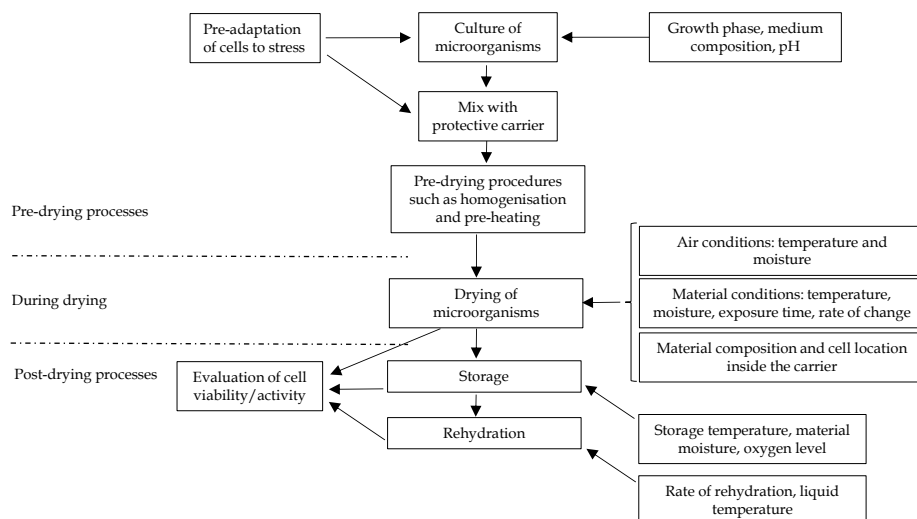 Pre-adaptation
of cells to stress
Culture of
microorganisms
Growth phase, medium
composition, pH
Mix with
protective carrier
Pre-drying procedures
such as homogenisation
and pre-heating
Pre-drying processes
Air conditions: temperature and
moisture
During drying
Drying of
microorganisms
Material conditions: temperature,
moisture, exposure time, rate of change
Material composition and cell location
inside the carrier
Post-drying processes
Evaluation of cell
viability/activity
Storage
Rehydration
Storage temperature, material
moisture, oxygen level
Rate of rehydration, liquid
temperature